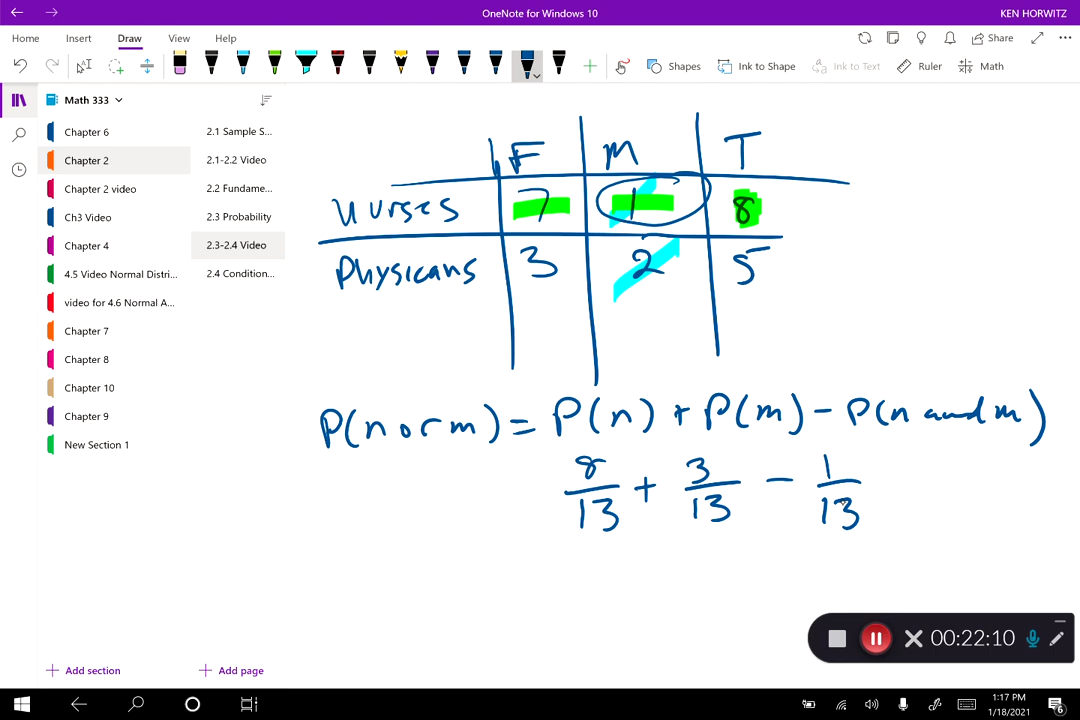 OneNote for Windows 10
KEN HORWITZ
Home Insert Draw View Help
Share
Shapes Ink to Shape Ink to Text Ruler Math
Math 333
Chapter 6
Chapter 2
Chapter 2 video
Ch3 Video
Chapter 4
4.5 Video Normal Distri...
video for 4.6 Normal A...
Chapter 7
Chapter 8
Chapter 10
Chapter 9
New Section 1
2.1 Sample S...
2.1-2.2 Video
2.2 Fundame...
2.3 Probability
2.3-2.4 Video
2.4 Condition...
F M T
Nurses 7 1 8
Physicans 3 2 5
P(n or m) = P(n) + P(m) - P(n and m)
8/13 + 3/13 - 1/13
00:22:10
Add section
Add page
1:17 PM
1/18/2021
6